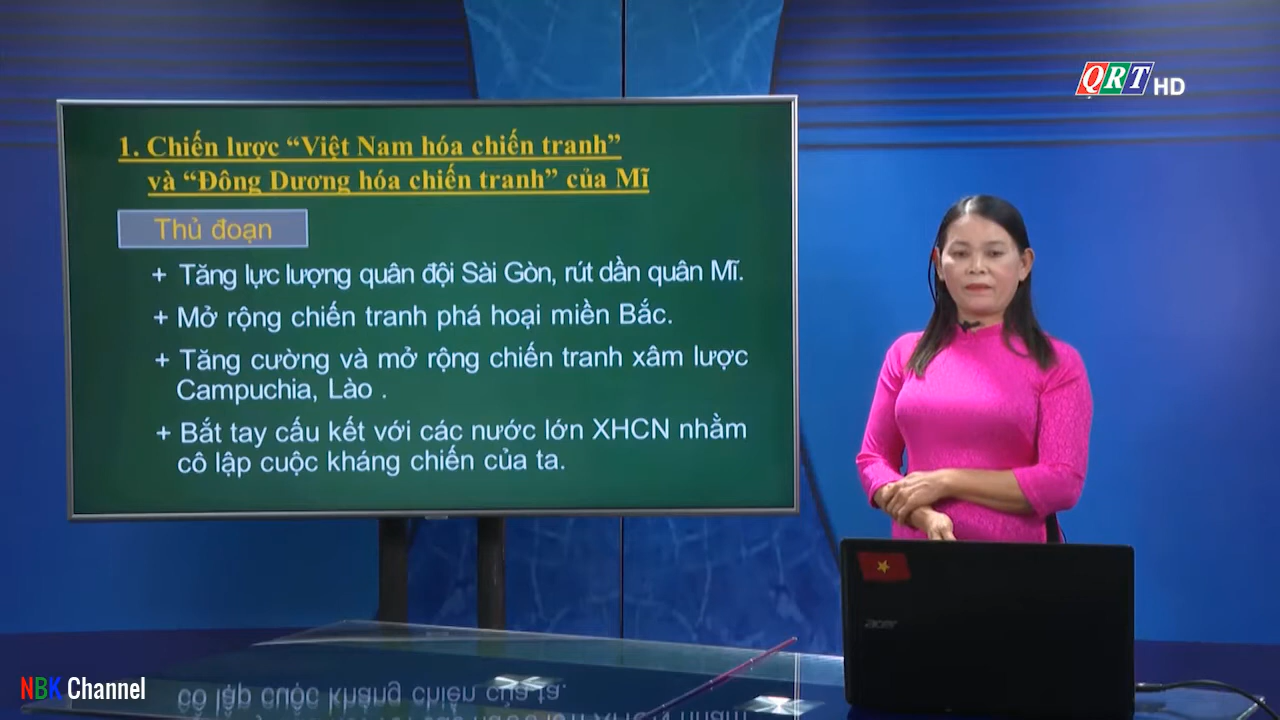 QRT HD
1. Chiến lược “Việt Nam hóa chiến tranh”
và “Đông Dương hóa chiến tranh” của Mĩ
Thủ đoạn
+ Tăng lực lượng quân đội Sài Gòn, rút dần quân Mĩ.
+ Mở rộng chiến tranh phá hoại miền Bắc.
+ Tăng cường và mở rộng chiến tranh xâm lược
Campuchia, Lào .
+ Bắt tay cấu kết với các nước lớn XHCN nhằm
cô lập cuộc kháng chiến của ta.
acer
NBK Channel